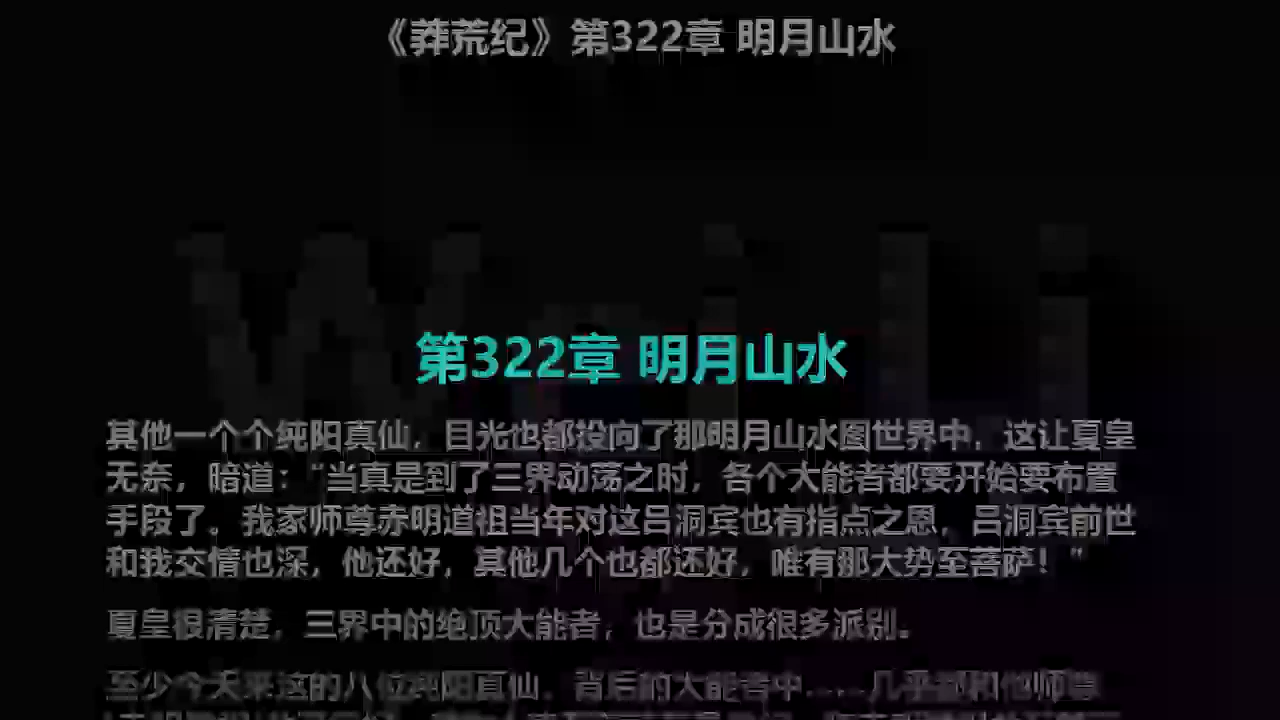 《莽荒纪》第322章 明月山水
Wei Li
第322章 明月山水
其他一个个纯阳真仙，目光也都投向了那明月山水图世界中，这让夏皇
无奈，暗道：“当真是到了三界动荡之时，各个大能者都要开始要布置
手段了。我家师尊赤明道祖当年对这吕洞宾也有指点之恩，吕洞宾前世
和我交情也深，他还好，其他几个也都还好，唯有那大势至菩萨！”
夏皇很清楚，三界中的绝顶大能者，也是分成很多派别。
至少今天来这的八位纯阳真仙，背后的大能者中……几乎都和他师尊